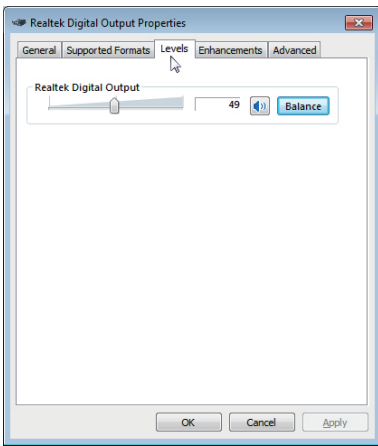 Realtek Digital Output Properties
General Supported Formats Levels Enhancements Advanced
Realtek Digital Output
49 Balance
OK Cancel Apply